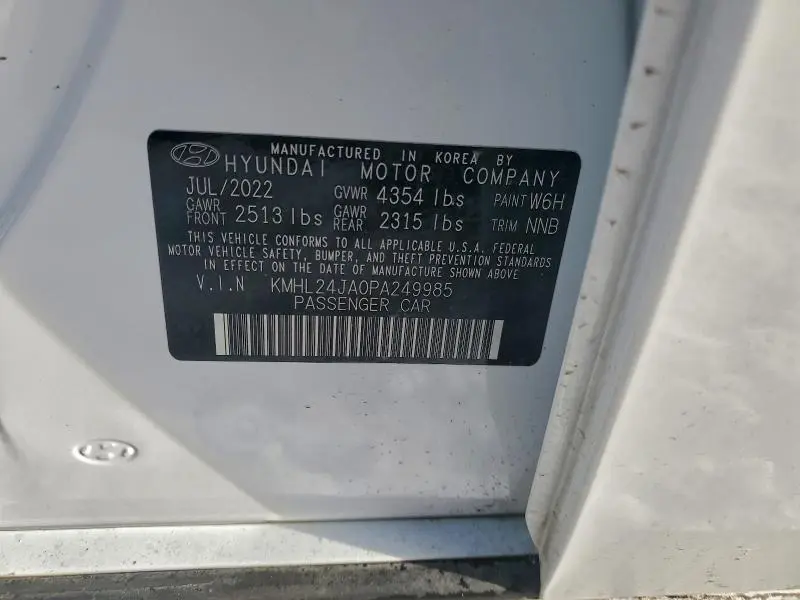 MANUFACTURED IN KOREA BY
HYUNDAI MOTOR COMPANY
JUL/2022 GVWR 4354 lbs PAINT W6H
GAWR FRONT 2513 lbs GAWR REAR 2315 lbs TRIM NNB
THIS VEHICLE CONFORMS TO ALL APPLICABLE U.S.A. FEDERAL
MOTOR VEHICLE SAFETY, BUMPER, AND THEFT PREVENTION STANDARDS
IN EFFECT ON THE DATE OF MANUFACTURE SHOWN ABOVE
V.I.N KMHL24JA0PA249985
PASSENGER CAR